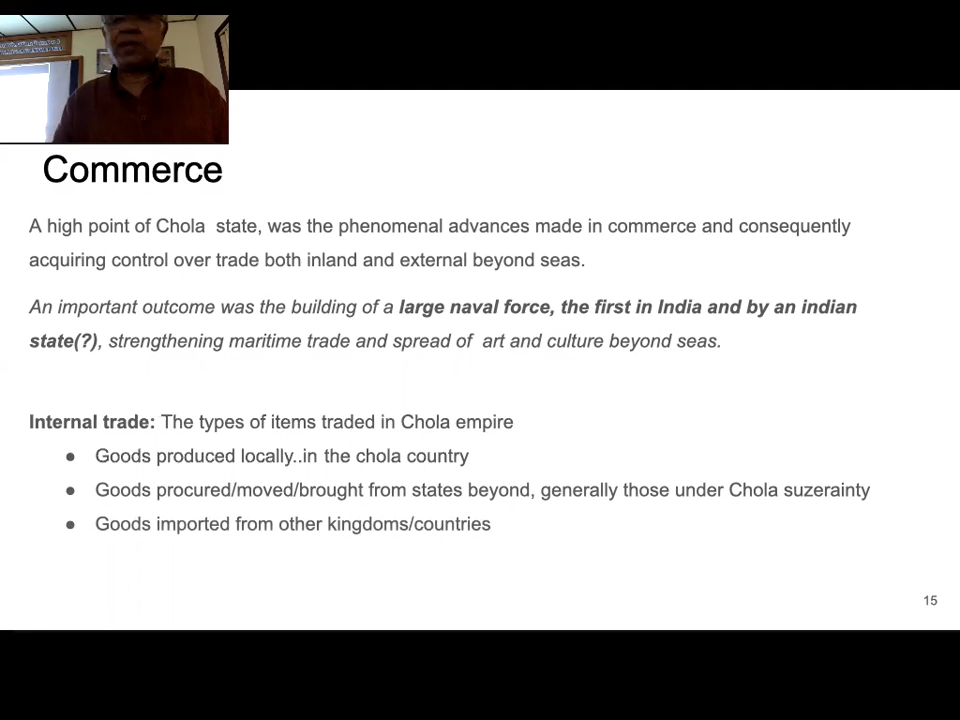 Commerce
A high point of Chola state, was the phenomenal advances made in commerce and consequently
acquiring control over trade both inland and external beyond seas.
An important outcome was the building of a large naval force, the first in India and by an indian
state(?), strengthening maritime trade and spread of art and culture beyond seas.
Internal trade: The types of items traded in Chola empire
● Goods produced locally..in the chola country
● Goods procured/moved/brought from states beyond, generally those under Chola suzerainty
● Goods imported from other kingdoms/countries
15